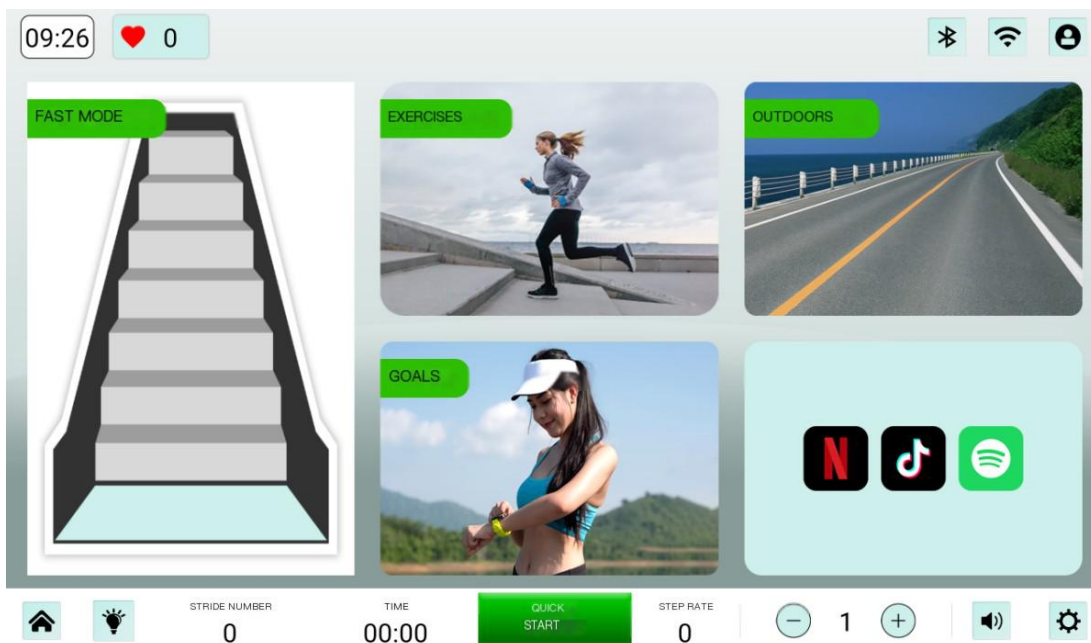 09:26
0
FAST MODE
EXERCISES
OUTDOORS
GOALS
N
STRIDE NUMBER
0
TIME
00:00
QUICK
START
STEP RATE
0
1